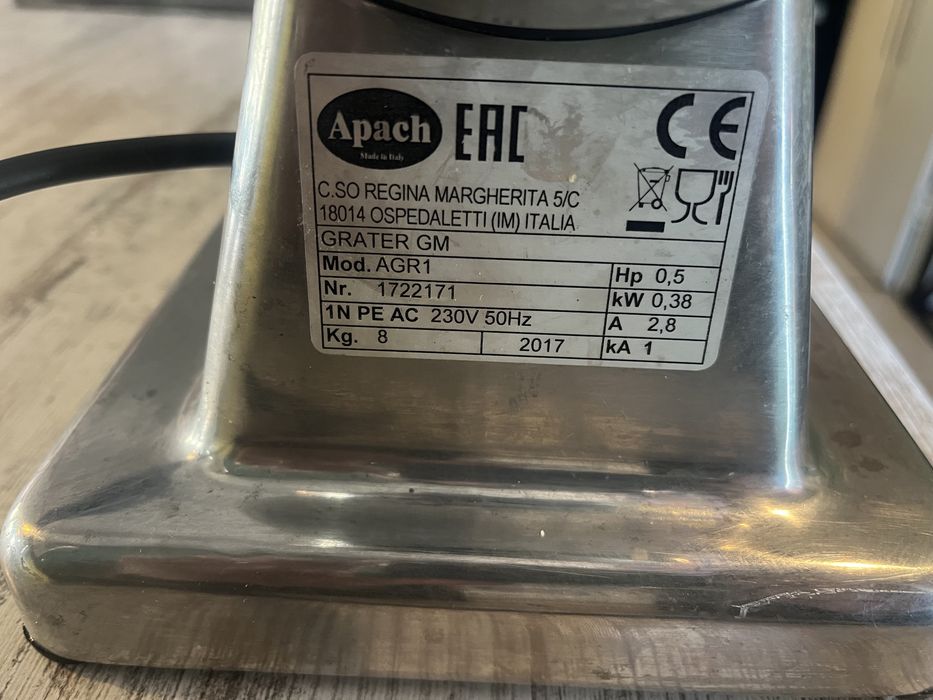 Apach
Made in Italy
EAC
CE
C.SO REGINA MARGHERITA 5/C
18014 OSPEDALETTI (IM) ITALIA
GRATER GM
Mod. AGR1
Hp 0,5
Nr. 1722171
kW 0,38
1N PE AC 230V 50Hz
A 2,8
Kg. 8
2017
kA 1